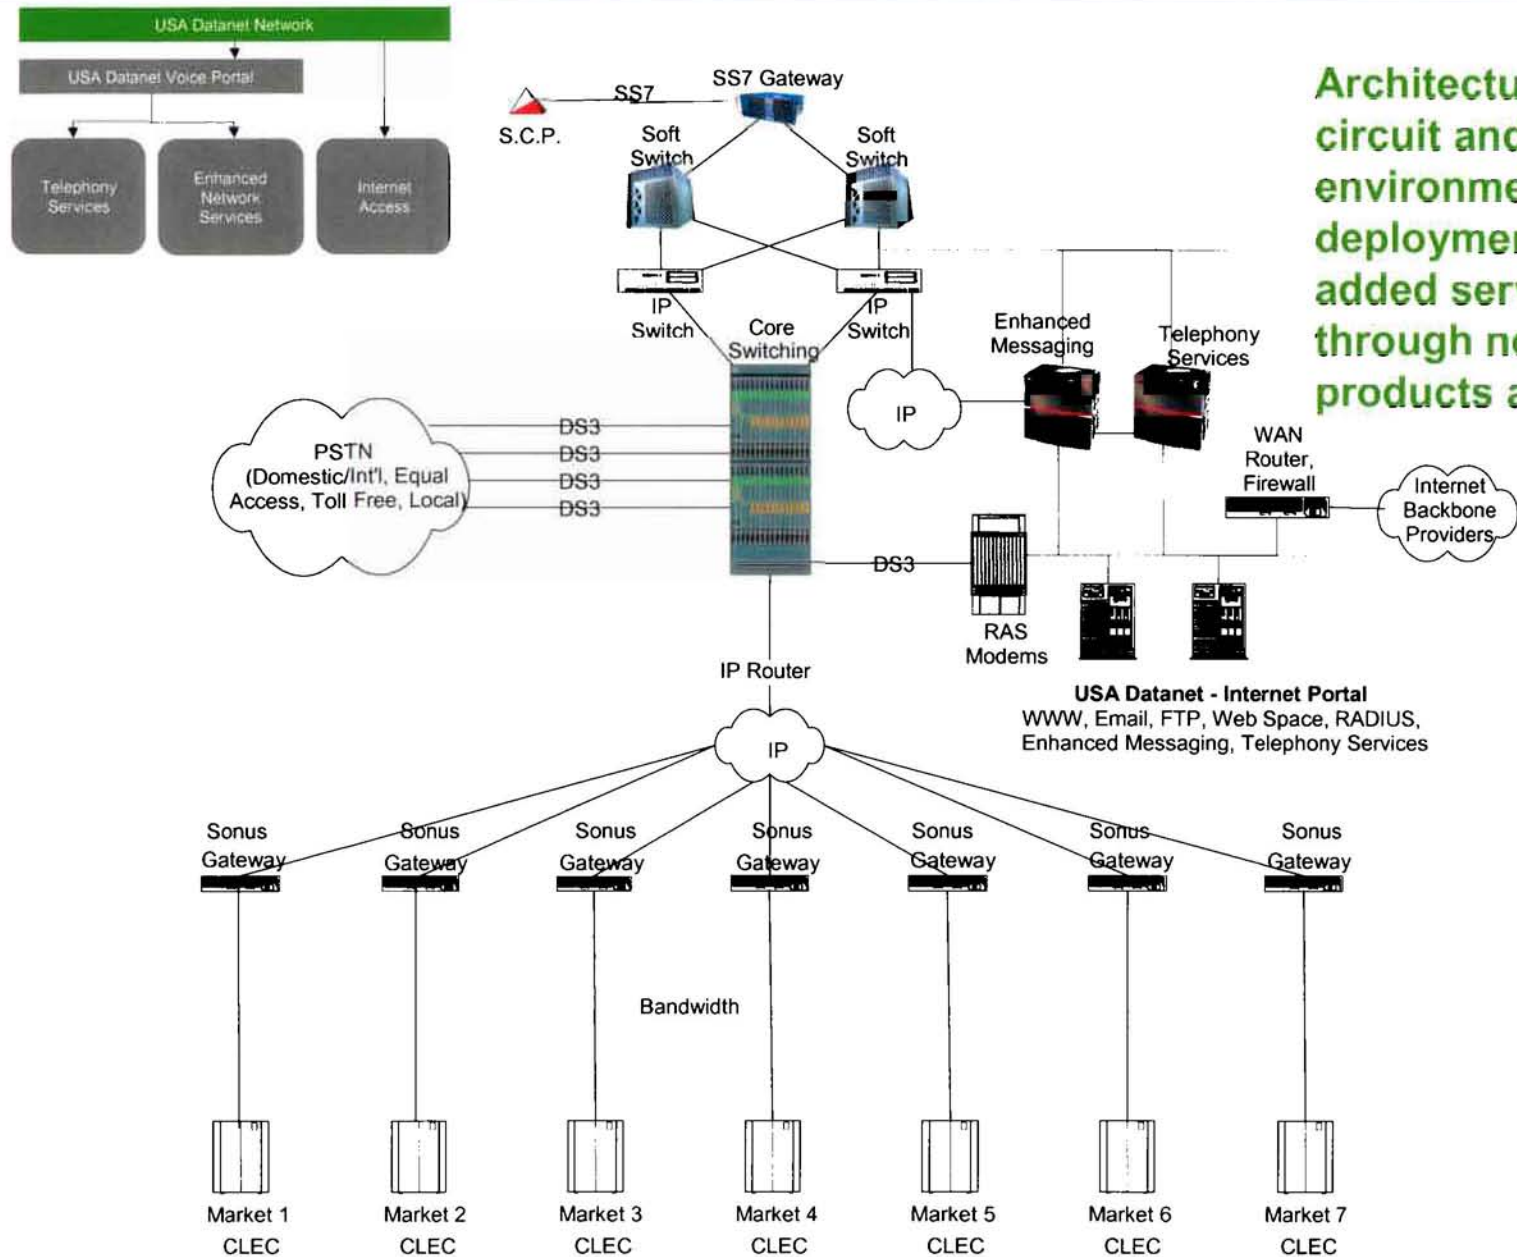 USA Datanet Network
USA Datanet Voice Portal
Telephony
Services
Enhanced
Network
Services
Internet
Access
SS7 Gateway
SS7
S.C.P.
Soft
Switch
Soft
Switch
IP
Switch
IP
Switch
Core
Switching
Enhanced
Messaging
Telephony
Services
IP
circuit and
added
through
products
PSTN
(Domestic/Int'l, Equal
Access, Toll Free, Local)
DS3
DS3
DS3
DS3
DS3
WAN
Router,
Firewall
Internet
Backbone
Providers
RAS
Modems
USA Datanet - Internet Portal
WWW, Email, FTP, Web Space, RADIUS,
Enhanced Messaging, Telephony Services
IP Router
IP
Sonus
Gateway
Sonus
Gateway
Sonus
Gateway
Sonus
Gateway
Sonus
Gateway
Sonus
Gateway
Sonus
Gateway
Bandwidth
Market 1
CLEC
Market 2
CLEC
Market 3
CLEC
Market 4
CLEC
Market 5
CLEC
Market 6
CLEC
Market 7
CLEC